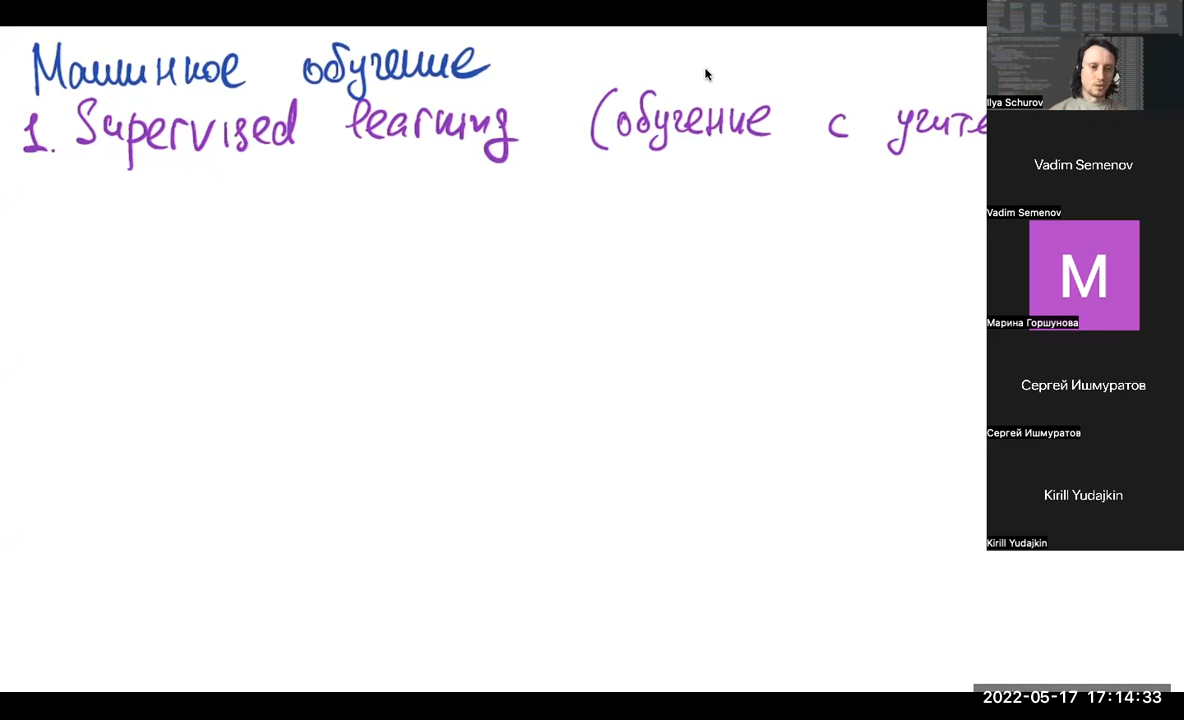 Машинное обучение
1. Supervised learning (обучение с учите
Ilya Schurov
Vadim Semenov
Vadim Semenov
M
Марина Горшунова
Сергей Ишмуратов
Сергей Ишмуратов
Kirill Yudajkin
Kirill Yudajkin
2022-05-17 17:14:33